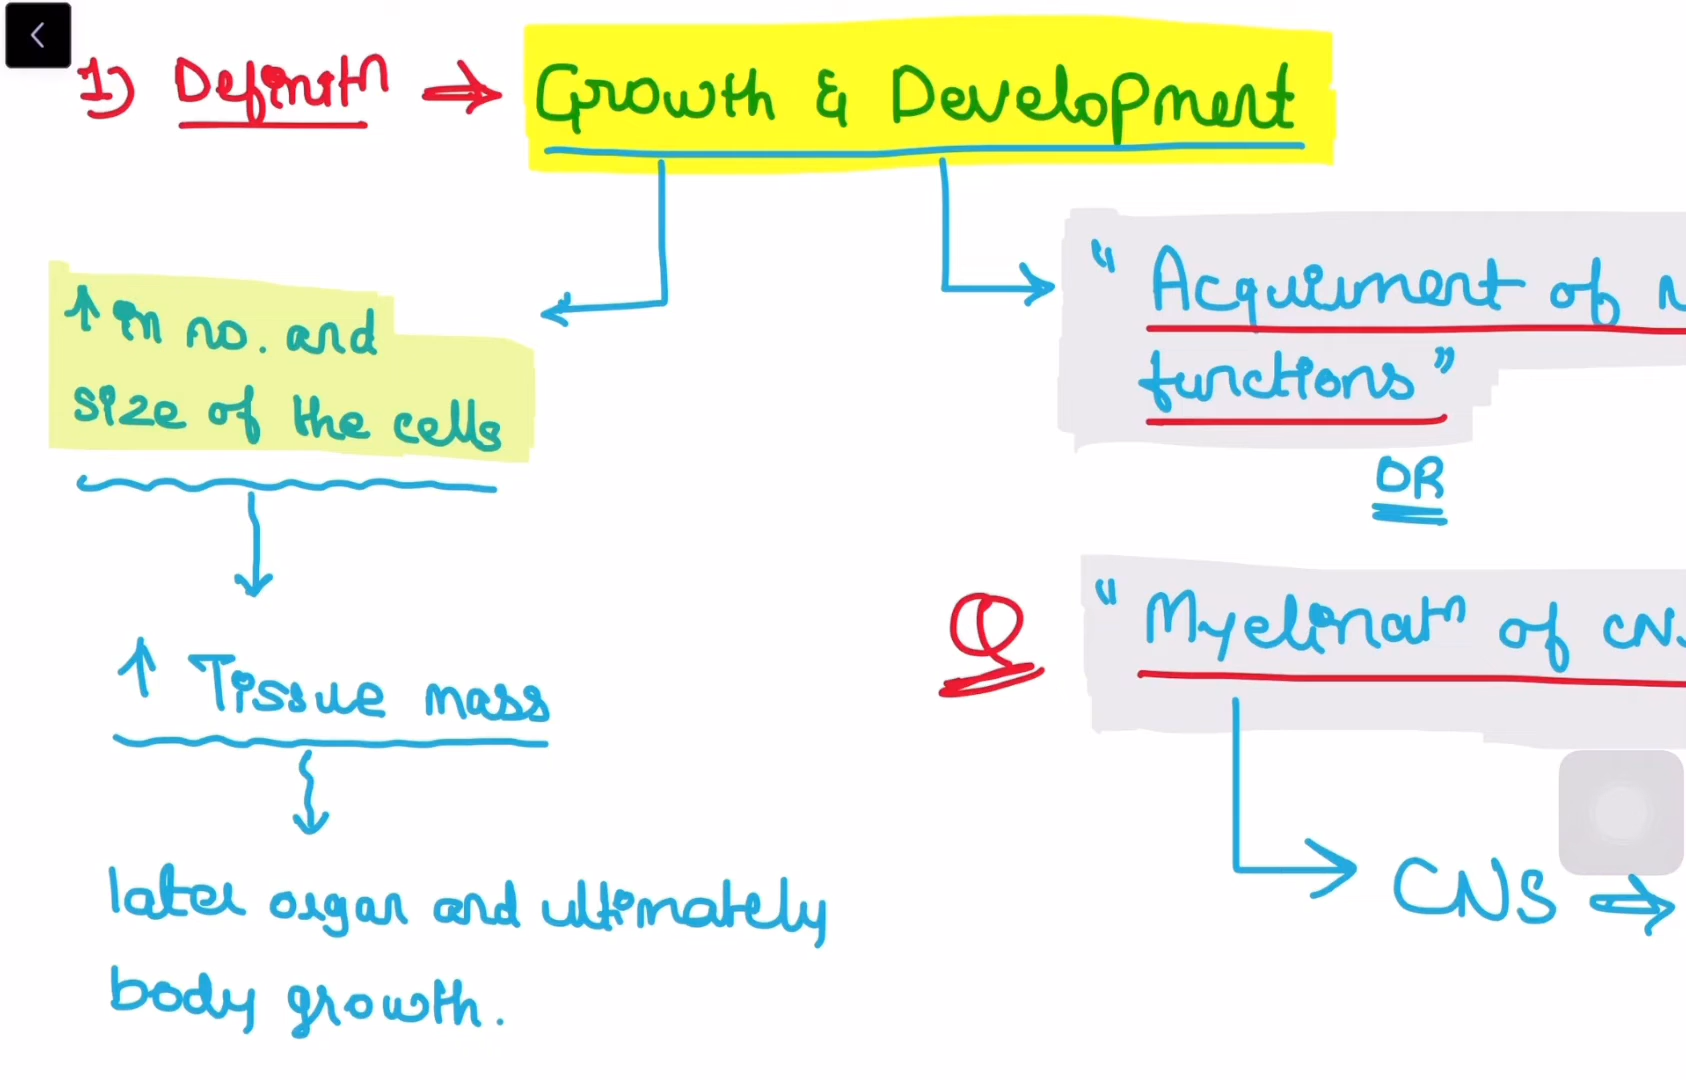 1) Definitn → Growth & Development
↑ in no. and
size of the cells
↑ Tissue mass
later organ and ultimately
body growth.
" Acquirment of
functions "
OR
Q
" Myelinatn of CNS
CNS →